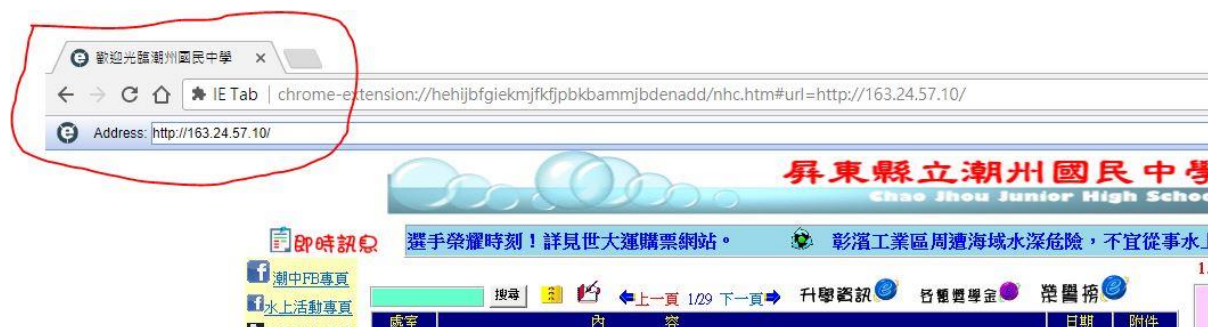 歡迎光臨潮州國民中學
IE Tab chrome-extension://hehijbfgiekmjfkfjpbkbammjbdenadd/nhc.htm#url=http://163.24.57.10/
Address: http://163.24.57.10/
屏東縣立潮州國民中學
Chao Jhou Junior High Schoo
即時訊息 選手榮耀時刻！詳見世大運購票網站。 彰濱工業區周遭海域水深危險，不宜從事水上
潮中FB專頁
搜尋 上一頁 1/29 下一頁 升學資訊 各類獎學金 榮譽榜
水上活動專頁
處室 內 容 日期 附件
1.